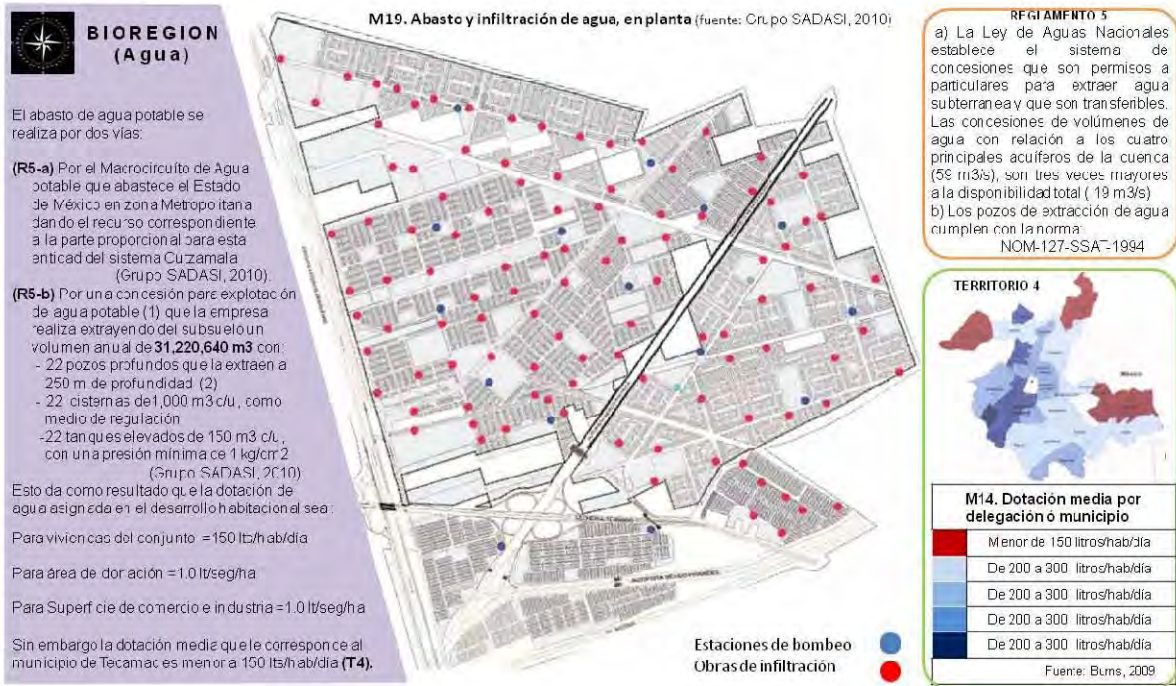 BIOREGION
(Agua)
El abasto de agua potable se
realiza por dos vías:
(R5-a) Por el Macrocircuíto de Agua
potable que abastece el Estado
de México en zona Metropolitana
dando el recurso correspondiente
a la parte proporcional para esta
entidad del sistema Cutzamala
(Grupo SADASI, 2010).
(R5-b) Por una concesión para explotación
de agua potable (1) que la empresa
realiza extrayendo del subsuelo un
volumen anual de 31,220,640 m3 con:
- 22 pozos profundos que la extraen a
250 m de profundidad (2)
- 22 cisternas de 1,000 m3 c/u, como
medio de regulación
-22 tanques elevados de 150 m3 c/u,
con una presión mínima de 1 kg/cm2
(Grupo SADASI, 2010)
Esto da como resultado que la dotación de
agua asignada en el desarrollo habitacional sea:
Para viviendas del conjunto =150 lts/hab/día
Para área de donación =1.0 lt/seg/ha
Para Superficie de comercio e industria =1.0 lt/seg/ha
Sin embargo la dotación media que le corresponde al
municipio de Tecamac es menor a 150 lts/hab/día (T4).
M19. Abasto y infiltración de agua, en planta (fuente: Grupo SADASI, 2010)
AUTOPISTA MÉXICO-PIRÁMIDES
Estaciones de bombeo
Obras de infiltración
REGLAMENTO 5
a) La Ley de Aguas Nacionales
establece el sistema de
concesiones que son permisos a
particulares para extraer agua
subterranea y que son transferibles.
Las concesiones de volúmenes de
agua con relación a los cuatro
principales acuíferos de la cuenca
(59 m3/s), son tres veces mayores
a la disponibilidad total ( 19 m3/s)
b) Los pozos de extracción de agua
cumplen con la norma:
NOM-127-SSAT-1994
TERRITORIO 4
M14. Dotación media por
delegación ó municipio
Menor de 150 litros/hab/día
De 200 a 300 litros/hab/día
De 200 a 300 litros/hab/día
De 200 a 300 litros/hab/día
De 200 a 300 litros/hab/día
Fuente: Burns, 2009